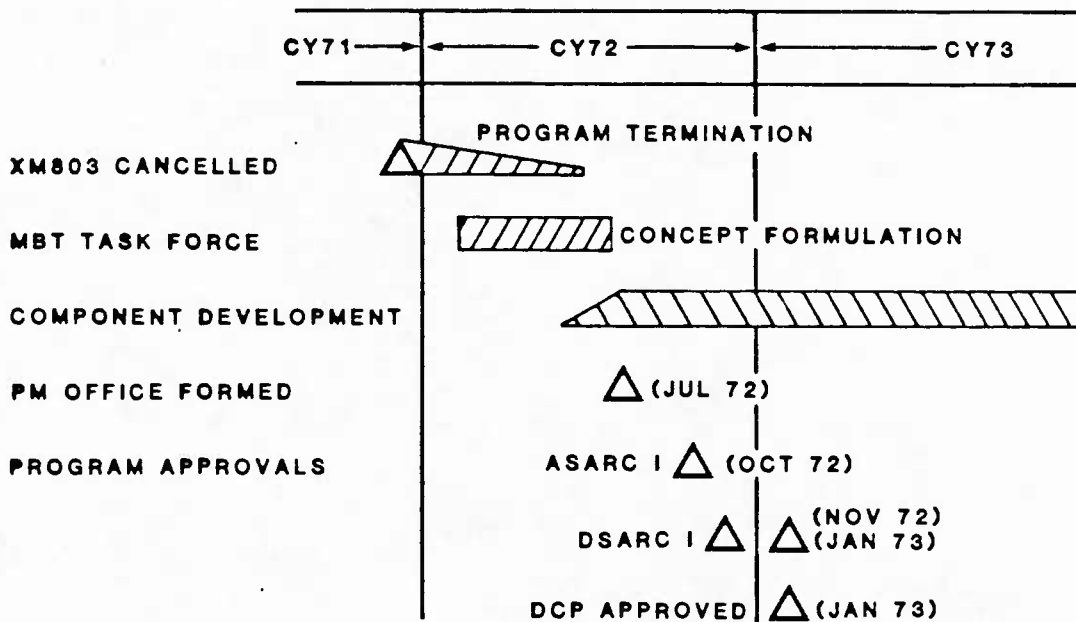 CY71 CY72 CY73
PROGRAM TERMINATION
XM803 CANCELLED
MBT TASK FORCE CONCEPT FORMULATION
COMPONENT DEVELOPMENT
PM OFFICE FORMED (JUL 72)
PROGRAM APPROVALS ASARC I (OCT 72)
(NOV 72)
DSARC I (JAN 73)
DCP APPROVED (JAN 73)